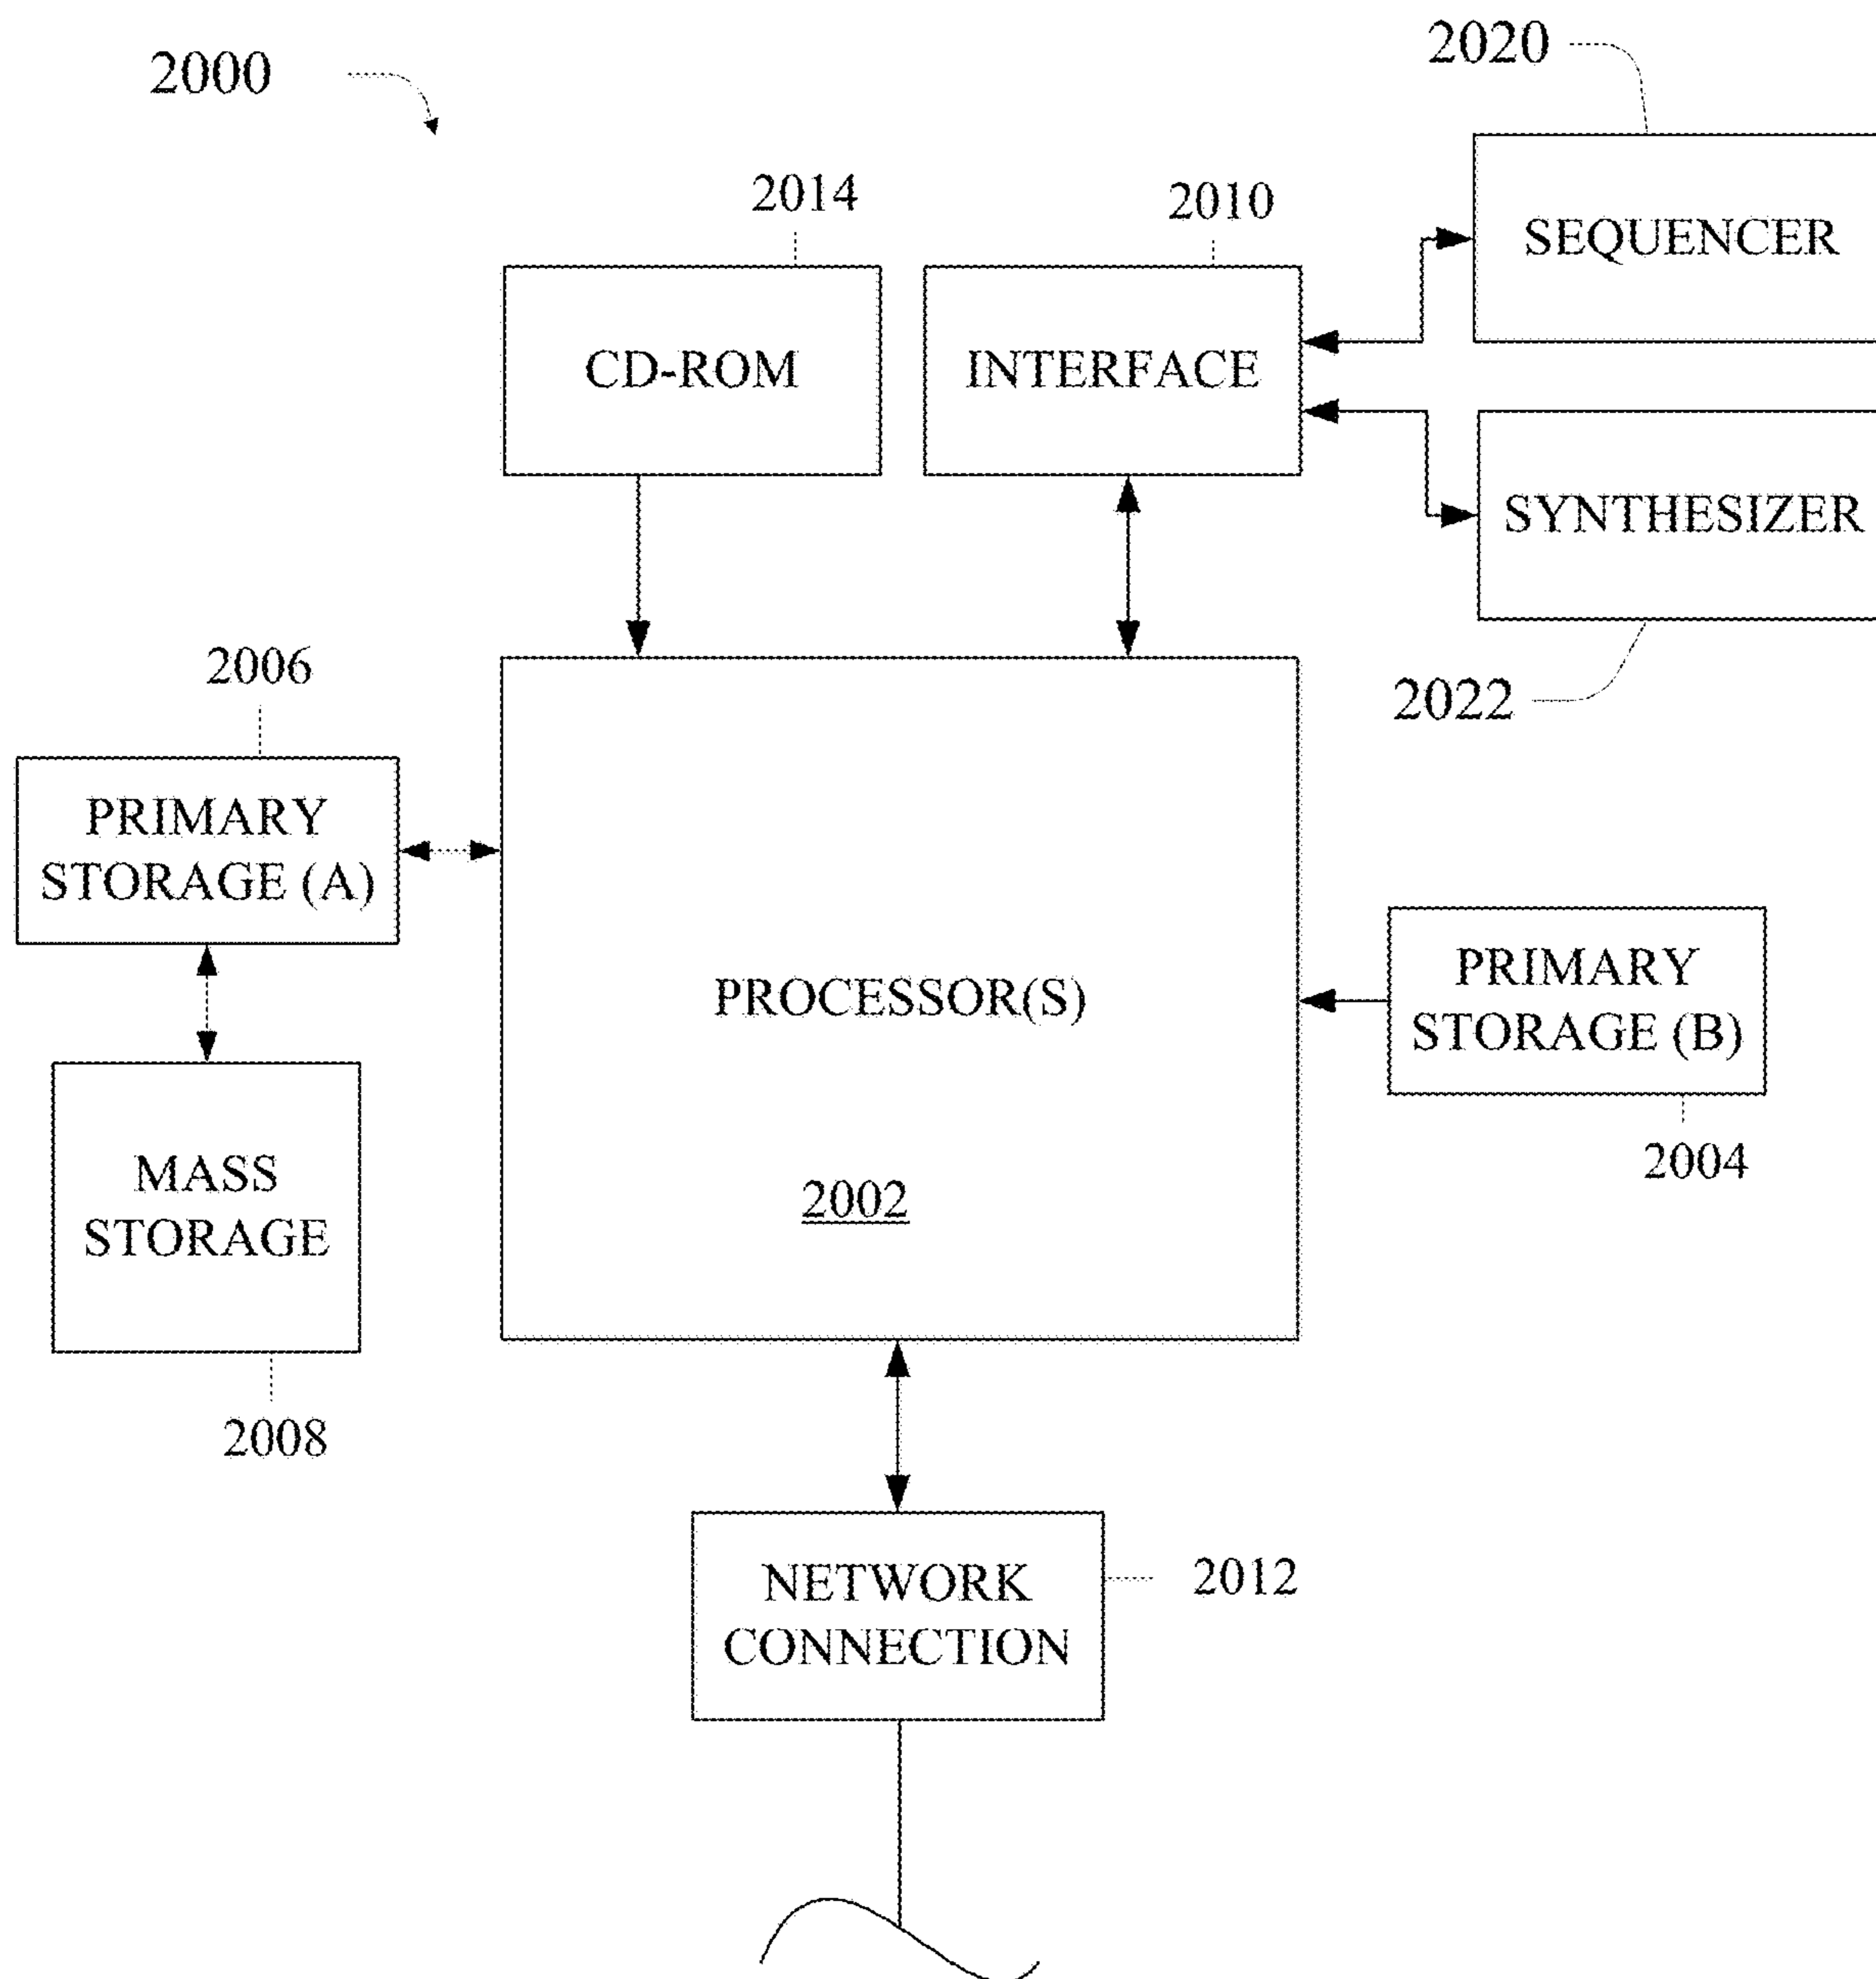 2000
2020
2014
2010
SEQUENCER
CD-ROM
INTERFACE
SYNTHESIZER
2006
2022
PRIMARY
STORAGE (A)
PROCESSOR(S)
2002
PRIMARY
STORAGE (B)
2004
MASS
STORAGE
2008
NETWORK
CONNECTION
2012